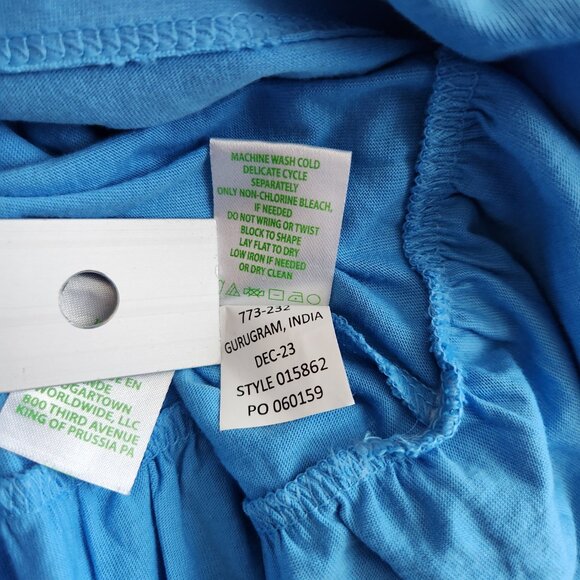 MACHINE WASH COLD
DELICATE CYCLE
SEPARATELY
ONLY NON-CHLORINE BLEACH,
IF NEEDED
DO NOT WRING OR TWIST
BLOCK TO SHAPE
LAY FLAT TO DRY
LOW IRON IF NEEDED
OR DRY CLEAN
773-232
GURUGRAM, INDIA
DEC-23
STYLE 015862
PO 060159
EN
WORLDWIDE, LLC
800 THIRD AVENUE
KING OF PRUSSIA PA